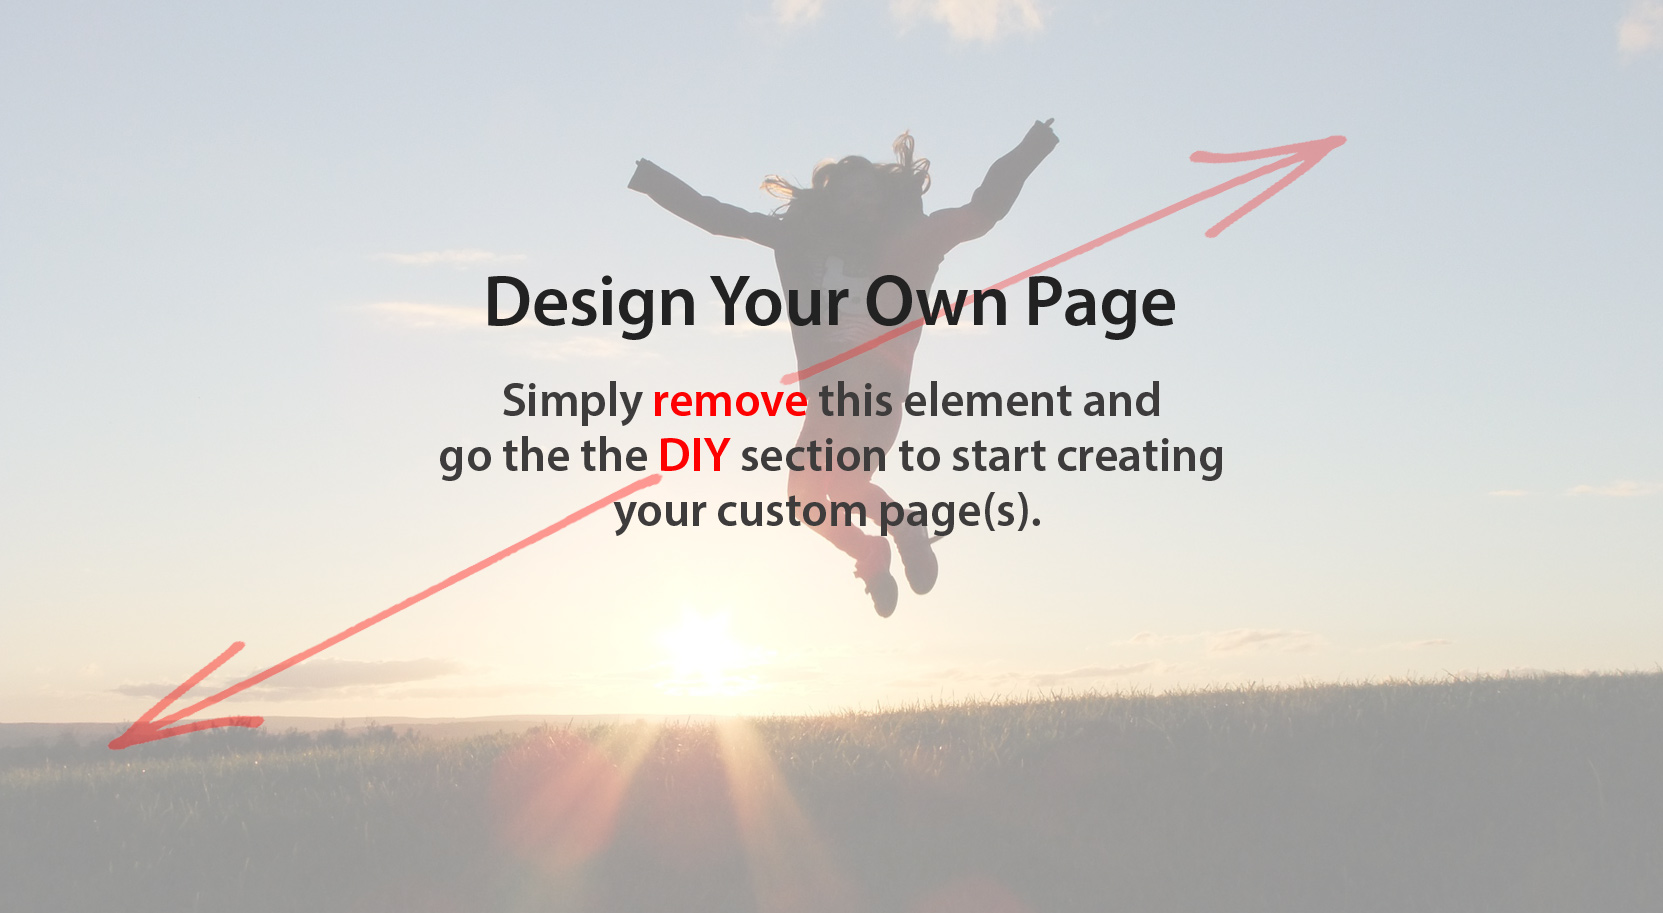 Design Your Own Page
Simply remove this element and
go the the DIY section to start creating
your custom page(s).